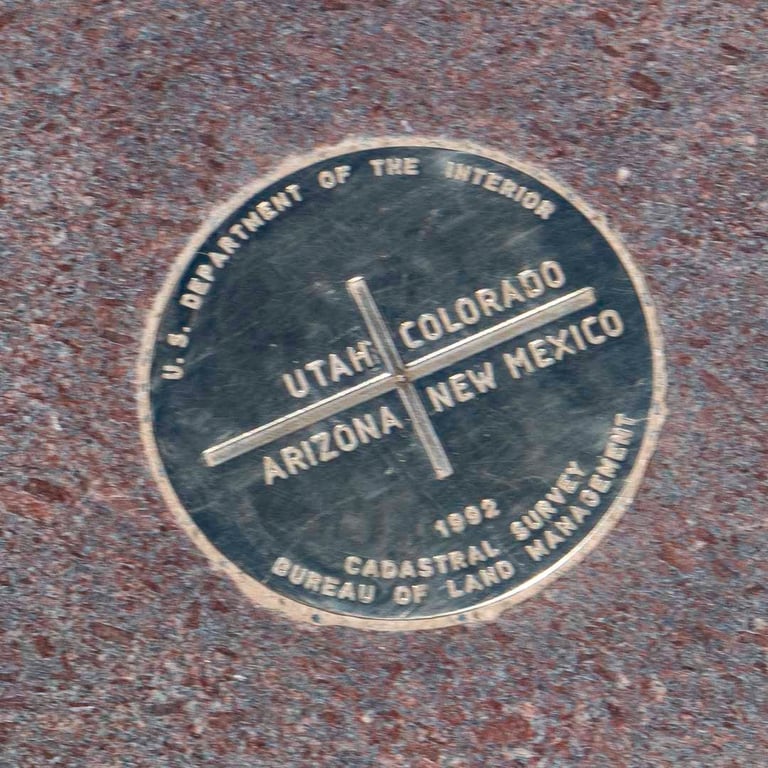 U.S. DEPARTMENT OF THE INTERIOR
UTAH COLORADO
ARIZONA NEW MEXICO
1992
CADASTRAL SURVEY
BUREAU OF LAND MANAGEMENT